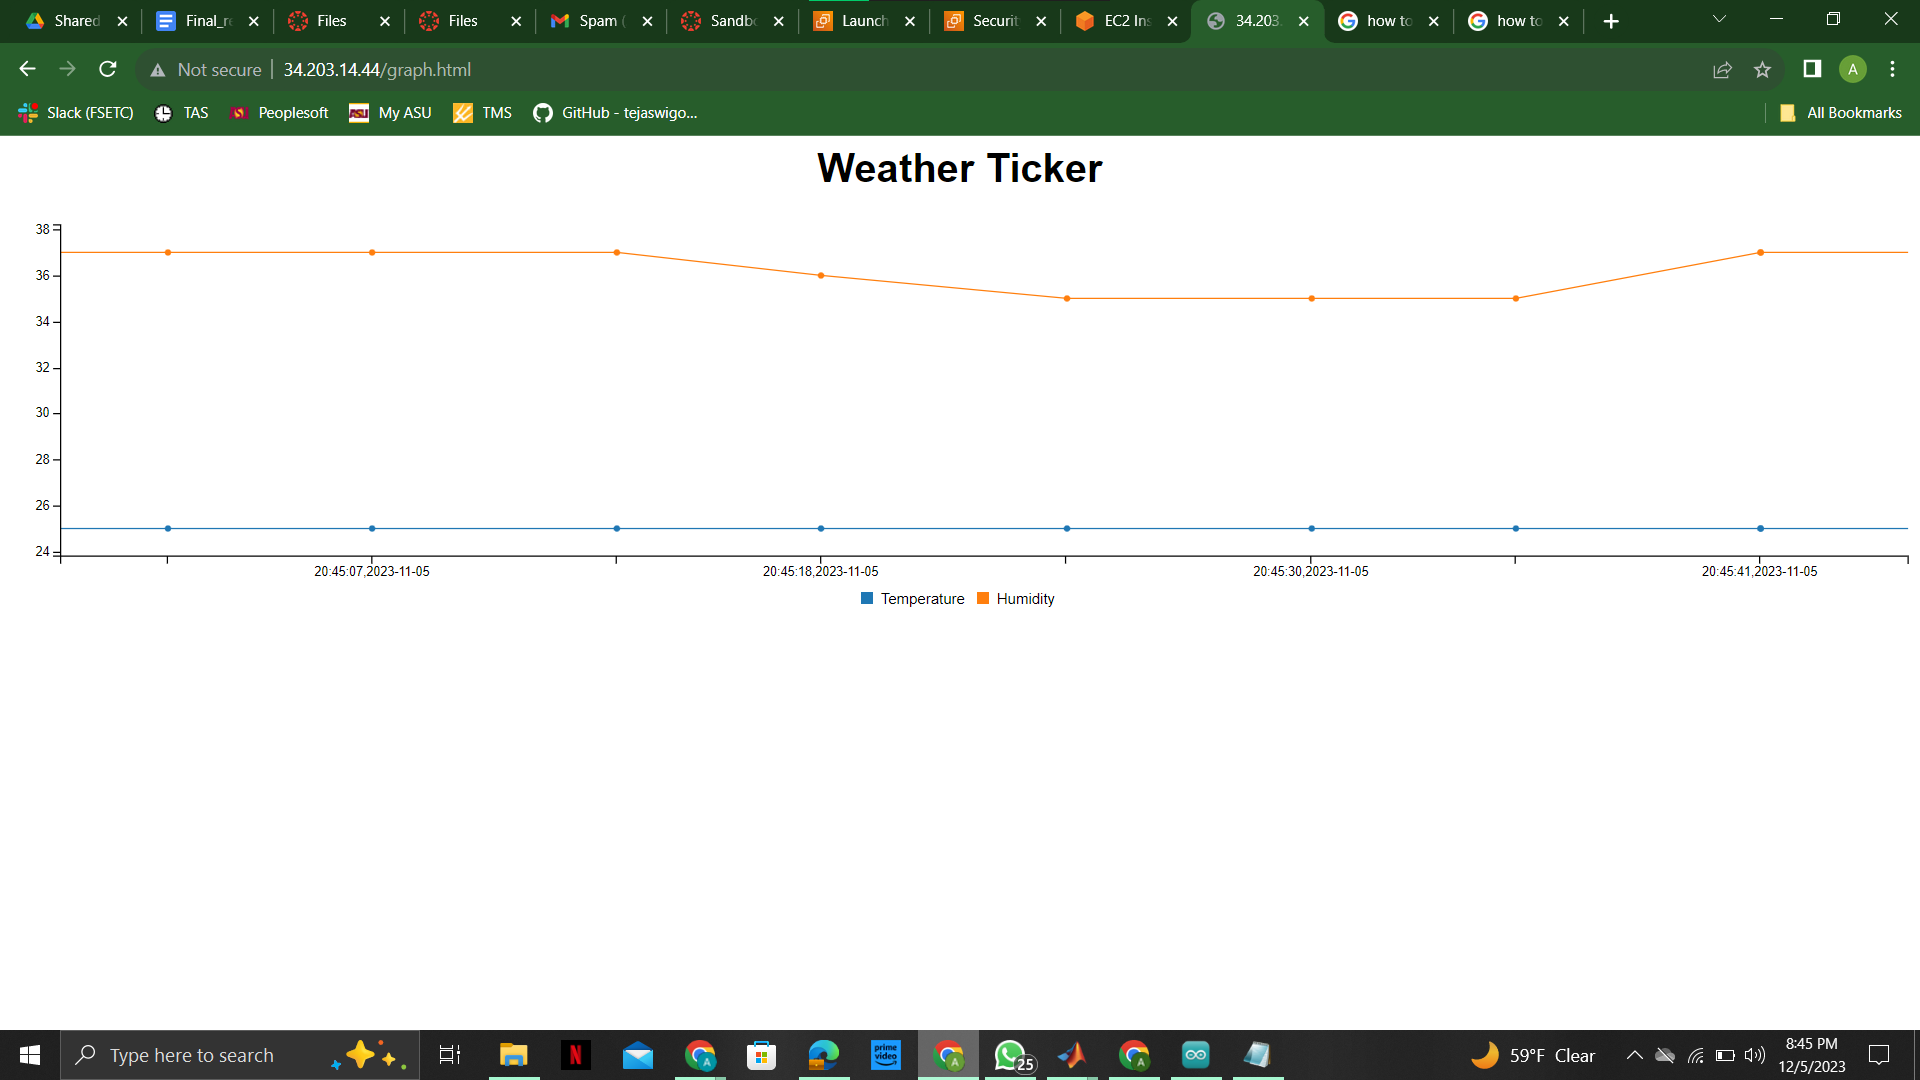 Shared
Final_re
Files
Files
Spam (
Sandbo
Launch
Securit
EC2 Ins
34.203.
how to
how to
Not secure
34.203.14.44/graph.html
A
Slack (FSETC)
TAS
Peoplesoft
My ASU
TMS
GitHub - tejaswigo...
All Bookmarks
Weather Ticker
38
36
34
32
30
28
26
24
20:45:07,2023-11-05
20:45:18,2023-11-05
20:45:30,2023-11-05
20:45:41,2023-11-05
Temperature
Humidity
Type here to search
N
A
prime video
A
25
A
59°F Clear
8:45 PM
12/5/2023